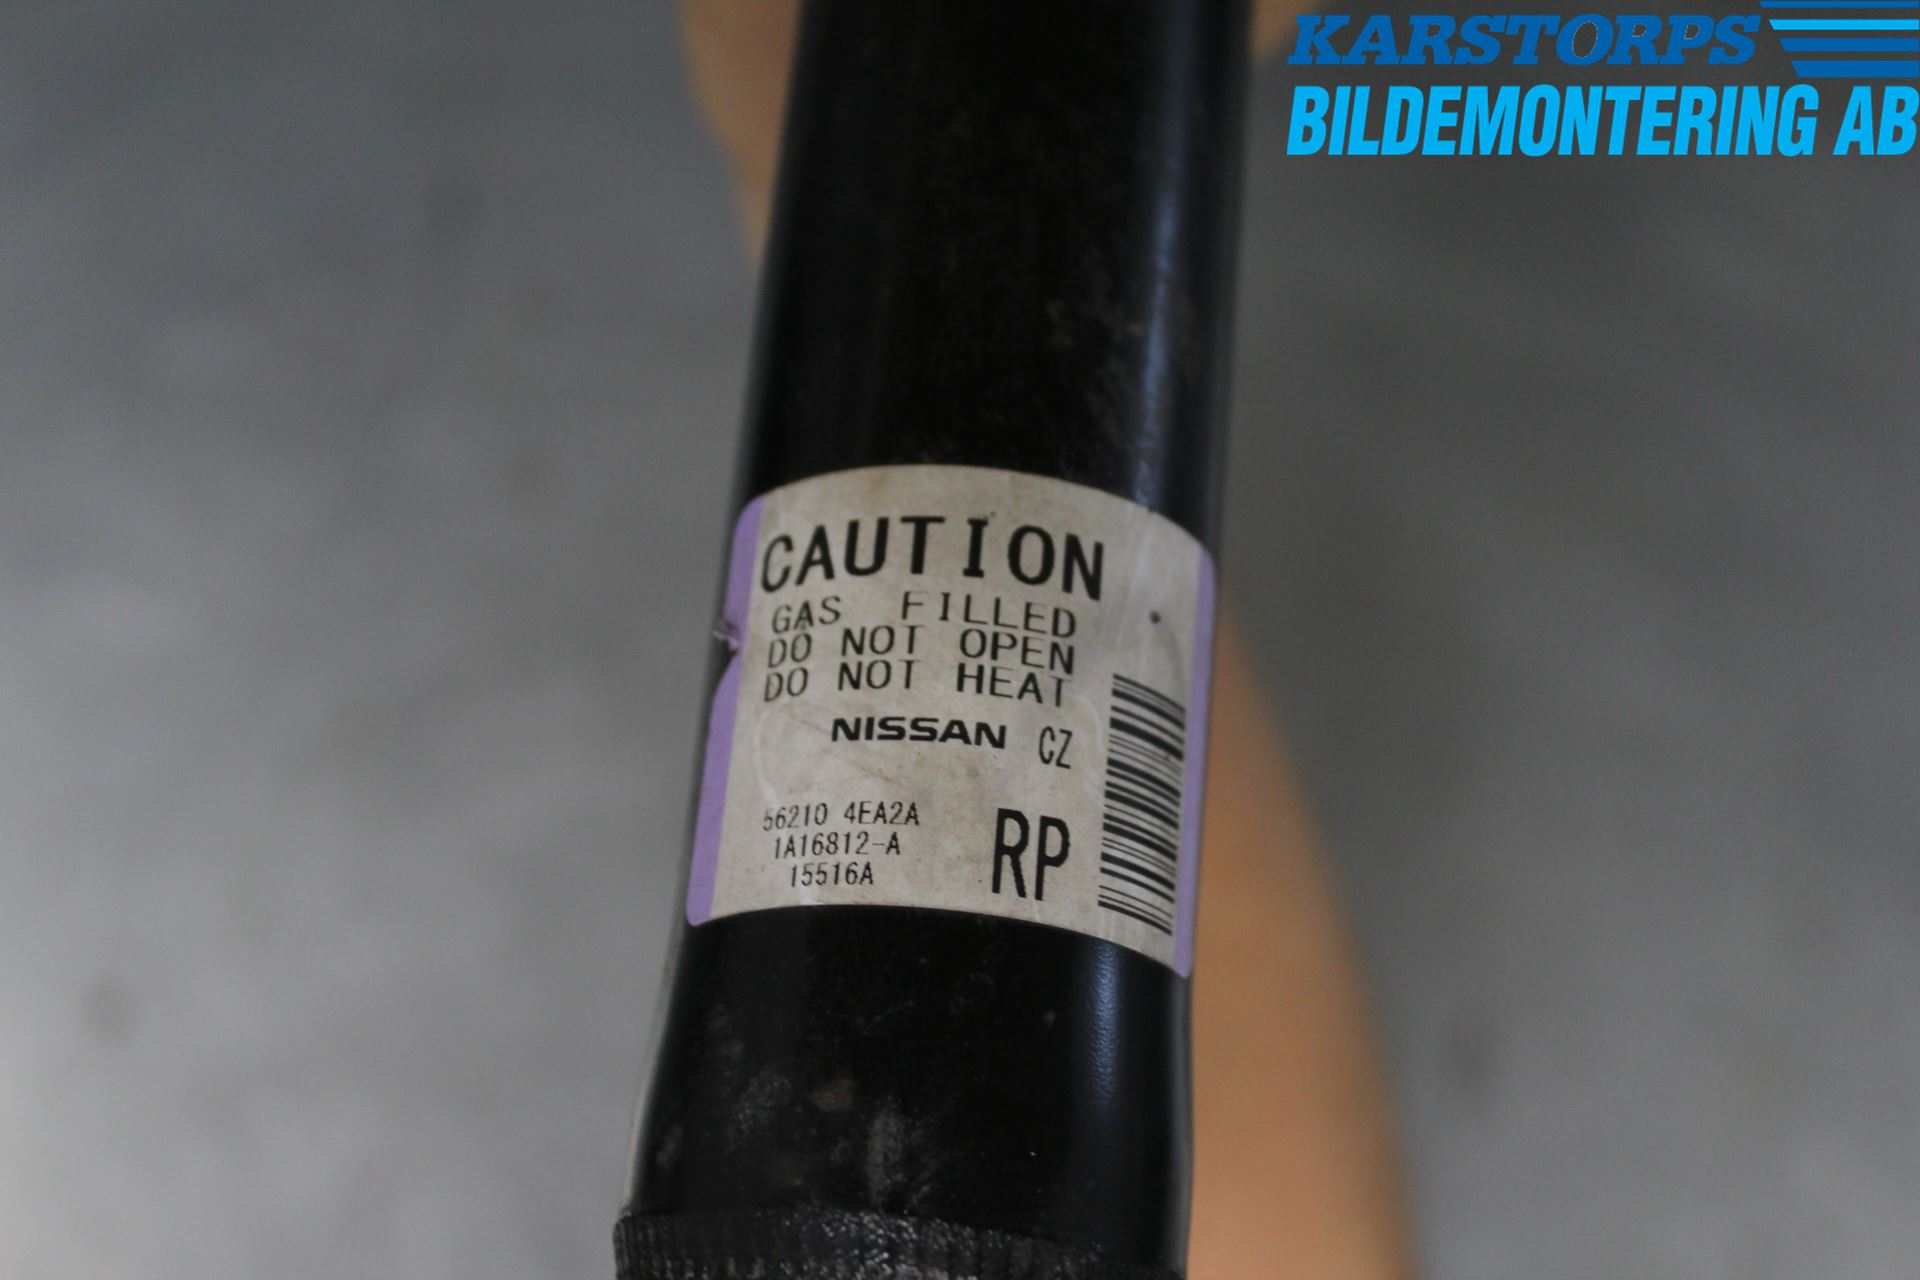 KARSTORPS
BILDEMONTERING AB
CAUTION
GAS FILLED
DO NOT OPEN
DO NOT HEAT
NISSAN CZ
56210 4EA2A
1A16812-A
15516A
RP